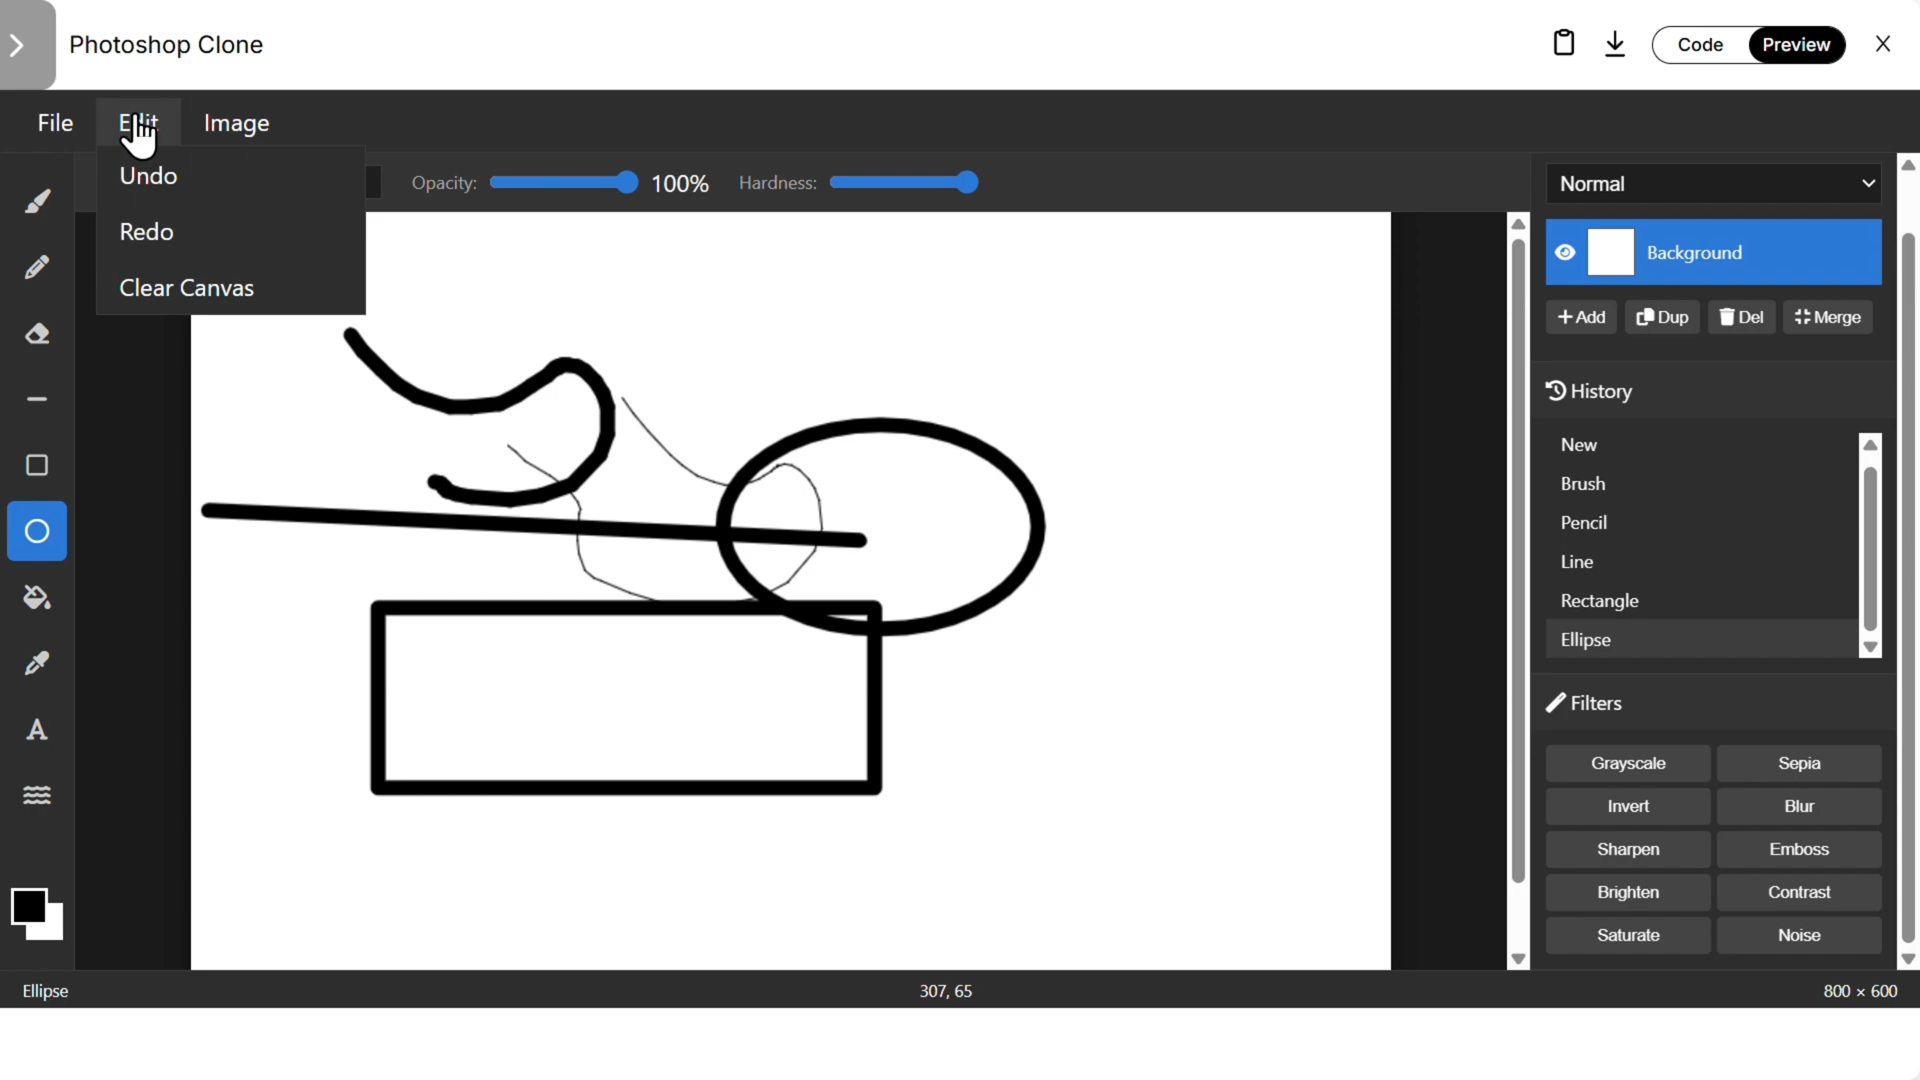 Photoshop Clone
Code
Preview
File
Edit
Image
Undo
Redo
Clear Canvas
Opacity:
100%
Hardness:
Normal
Background
Add
Dup
Del
Merge
History
New
Brush
Pencil
Line
Rectangle
Ellipse
Filters
Grayscale
Sepia
Invert
Blur
Sharpen
Emboss
Brighten
Contrast
Saturate
Noise
Ellipse
307, 65
800 × 600